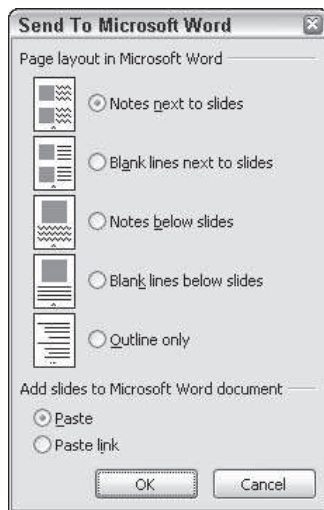 Send To Microsoft Word
Page layout in Microsoft Word
Notes next to slides
Blank lines next to slides
Notes below slides
Blank lines below slides
Outline only
Add slides to Microsoft Word document
Paste
Paste link
OK Cancel